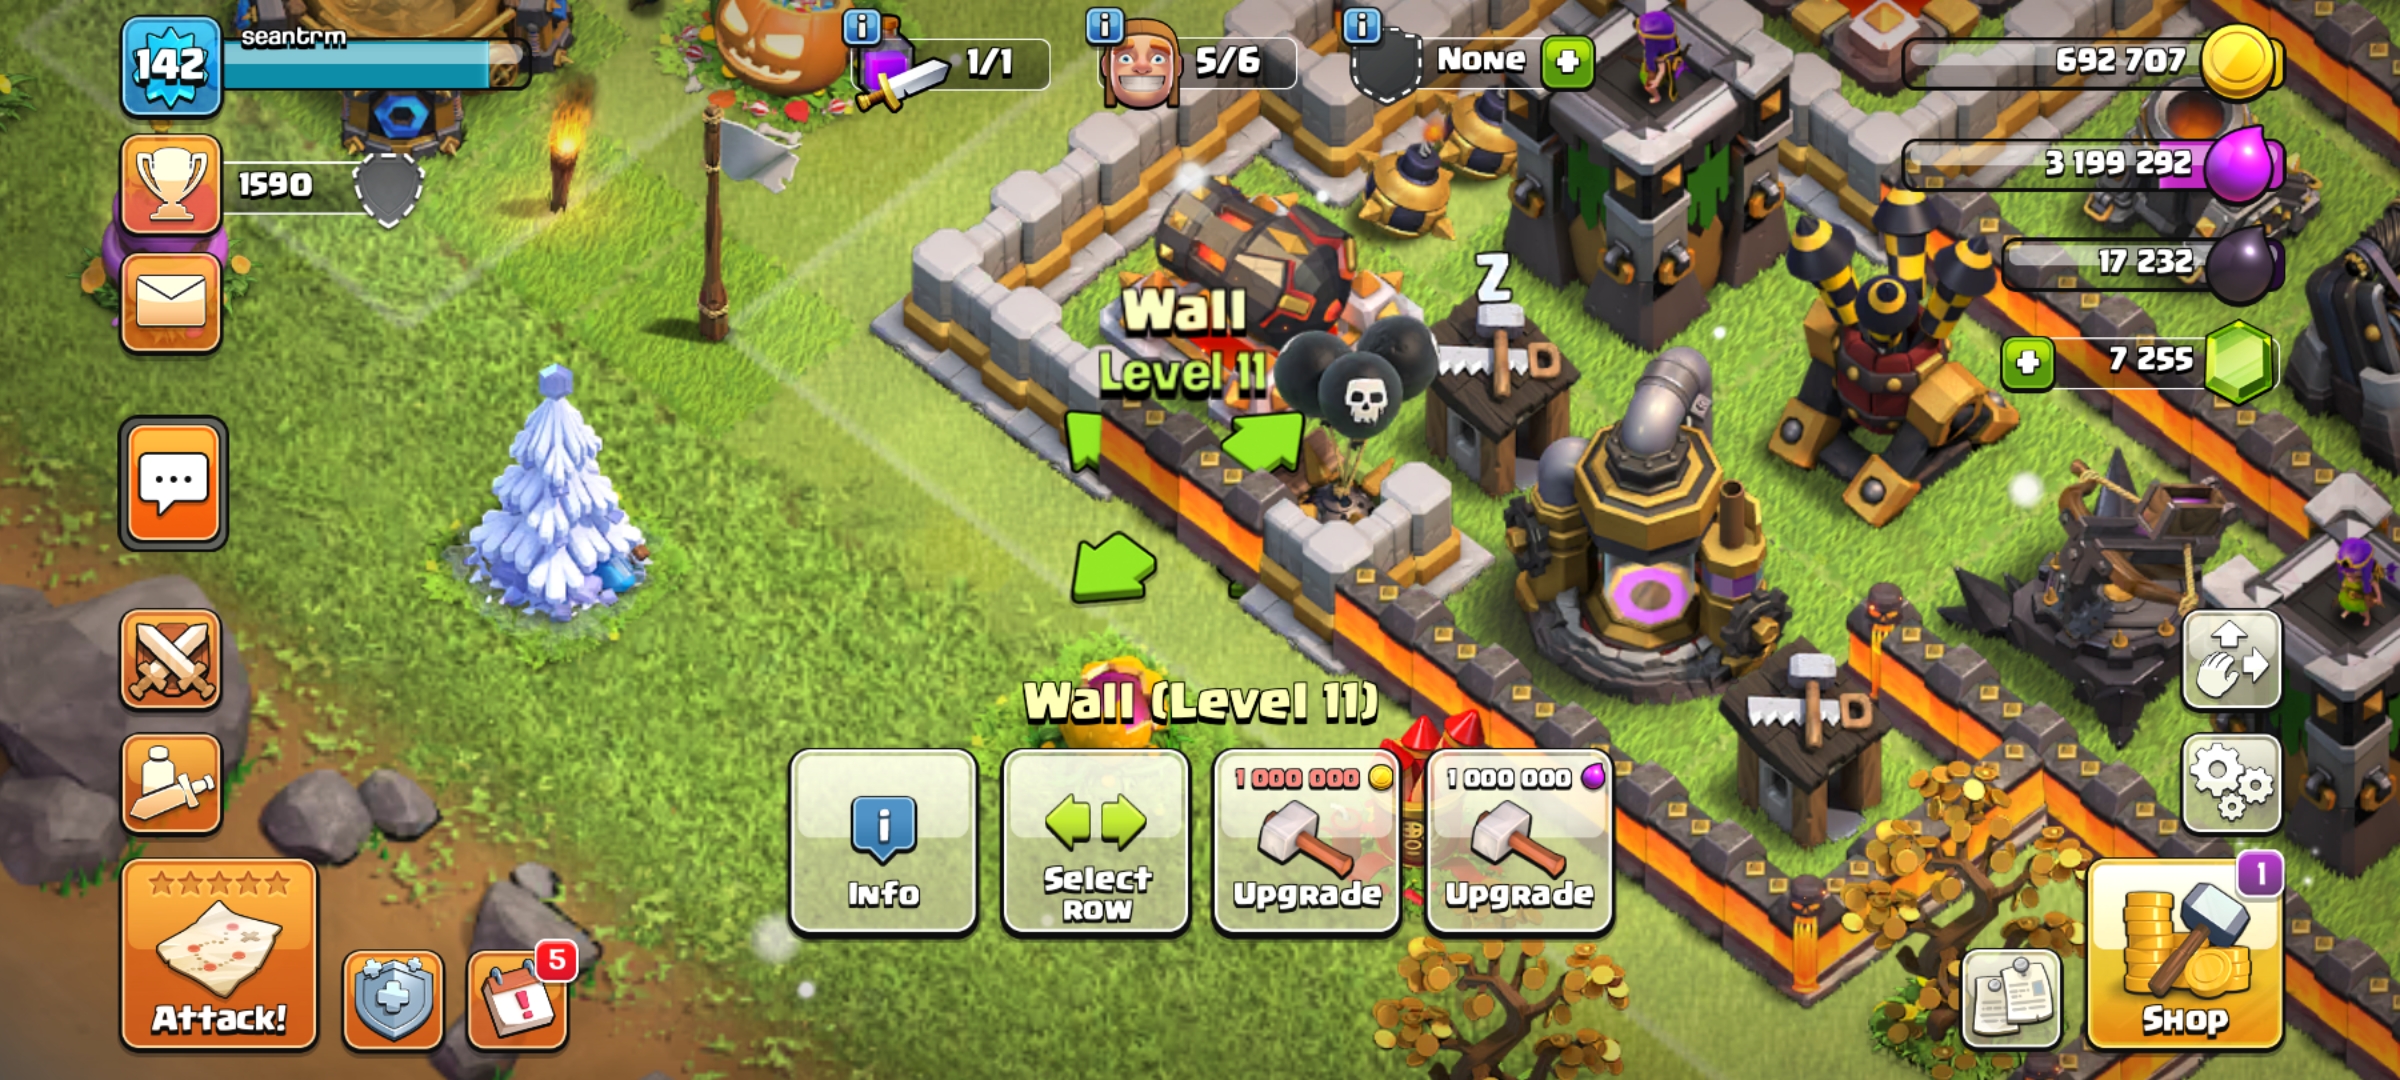 142
seantrm
1/1
5/6
None
692 707
1590
3 199 292
17 232
7 255
Z
Wall
Level 11
Wall (Level 11)
Info
Select
Row
1 000 000
Upgrade
1 000 000
Upgrade
Attack!
5
1
Shop